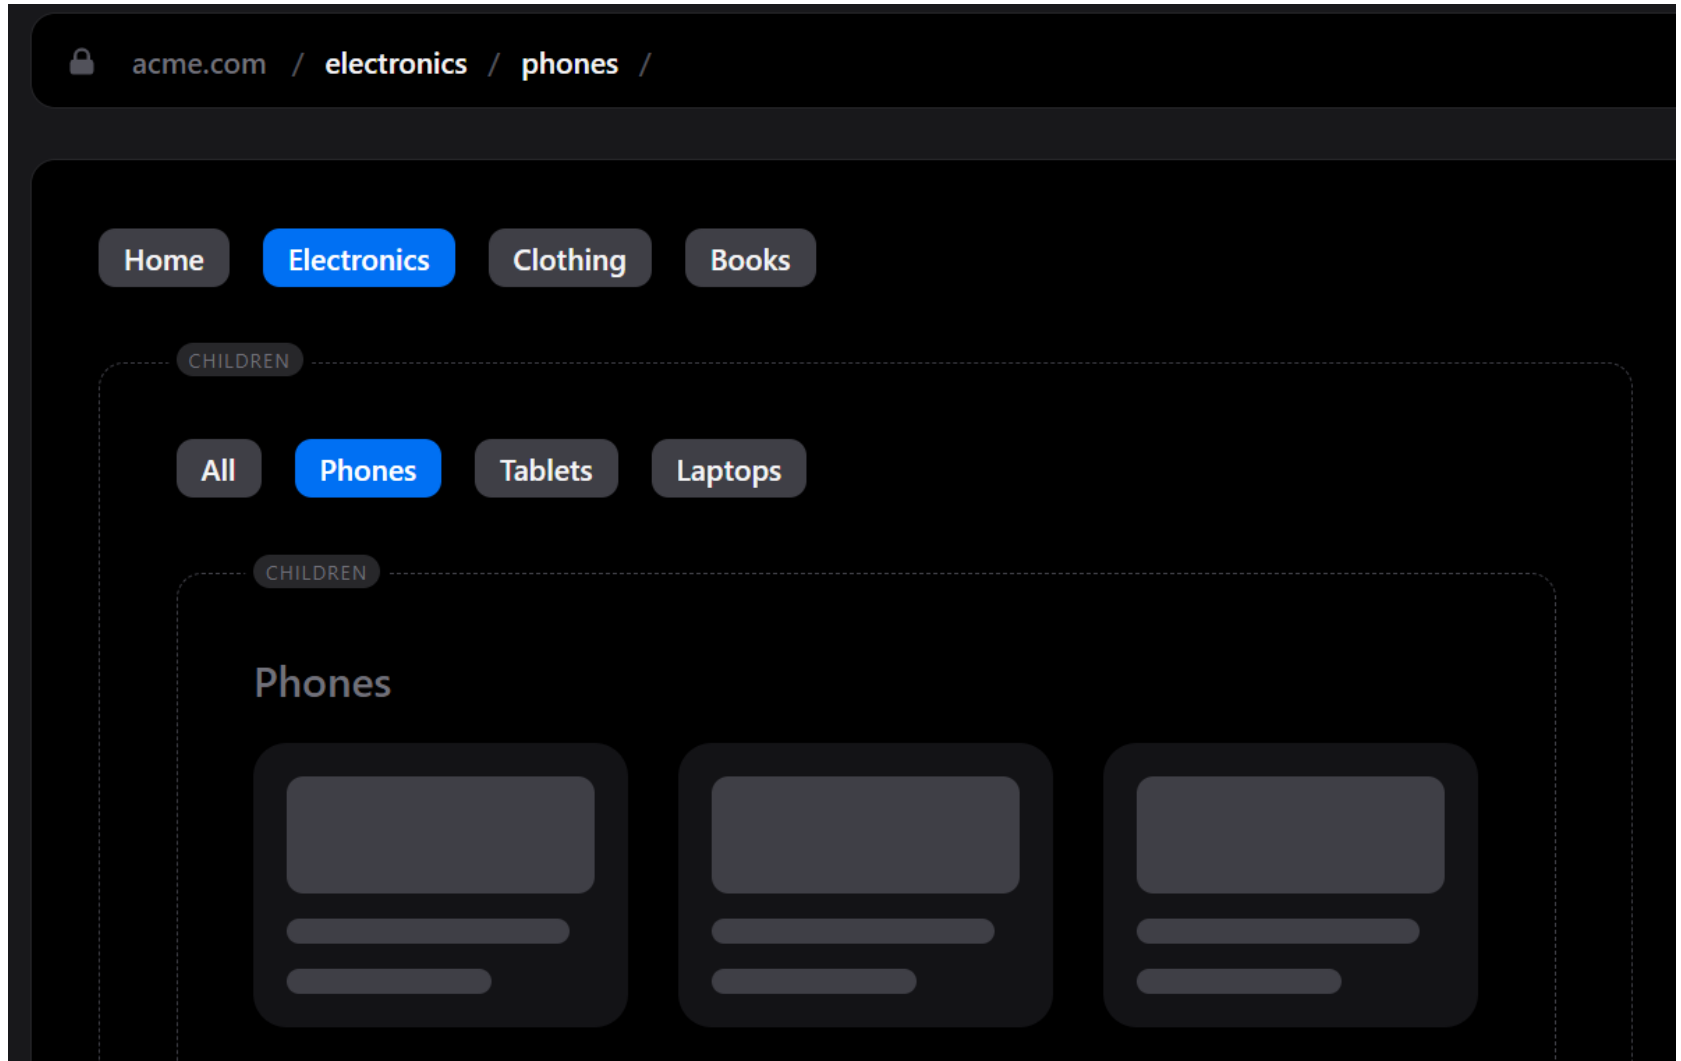 acme.com / electronics / phones /
Home Electronics Clothing Books
CHILDREN
All Phones Tablets Laptops
CHILDREN
Phones